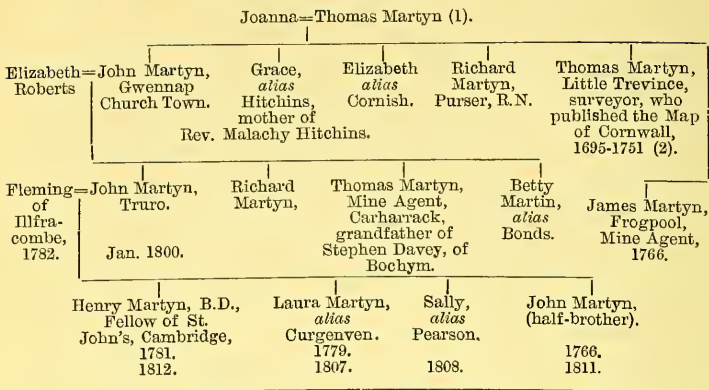 Joanna=Thomas Martyn (1).
Elizabeth=John Martyn,
Roberts
Gwennap
Church Town.
Grace,
alias
Hitchins,
mother of
Rev. Malachy Hitchins.
Elizabeth
alias
Cornish.
Richard
Martyn,
Purser, R.N.
Thomas Martyn,
Little Trevince,
surveyor, who
published the Map
of Cornwall,
1695-1751 (2).
Fleming=John Martyn,
of
Illfra-
combe,
1782.
Truro.
Jan. 1800.
Richard
Martyn,
Thomas Martyn,
Mine Agent,
Carharrack,
grandfather of
Stephen Davey, of
Bochym.
Betty
Martin,
alias
Bonds.
James Martyn,
Frogpool,
Mine Agent,
1766.
Henry Martyn, B.D.,
Fellow of St.
John's, Cambridge,
1781.
1812.
Laura Martyn,
alias
Curgenven.
1779.
1807.
Sally,
alias
Pearson.
1808.
John Martyn,
(half-brother).
1766.
1811.